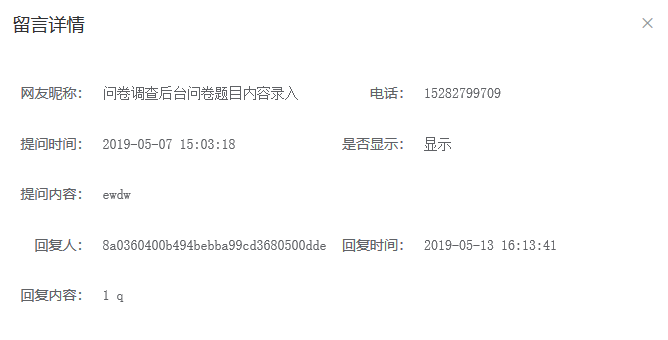 留言详情
网友昵称： 问卷调查后台问卷题目内容录入 电话： 15282799709
提问时间： 2019-05-07 15:03:18 是否显示： 显示
提问内容： ewdw
回复人： 8a0360400b494bebba99cd3680500dde 回复时间： 2019-05-13 16:13:41
回复内容： 1 q